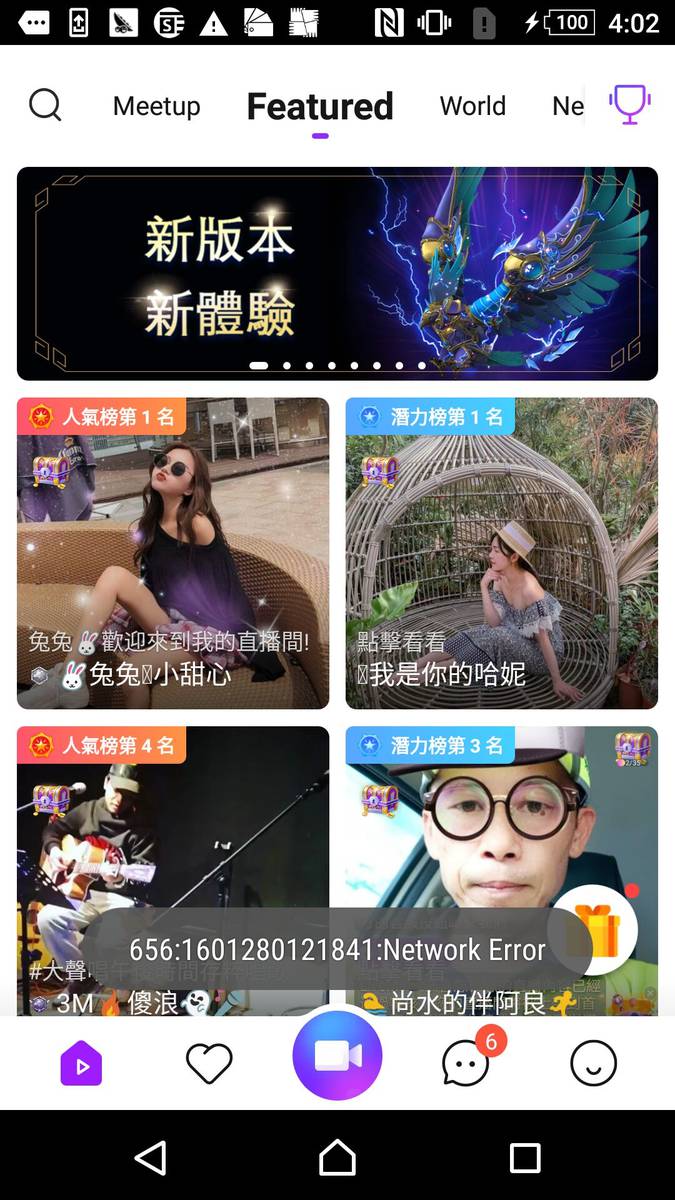 100 4:02
Meetup Featured World Ne
新版本
新體驗
人氣榜第 1 名
潛力榜第 1 名
兔兔🐰歡迎來到我的直播間!
🐰兔兔小甜心
點擊看看
我是你的哈妮
人氣榜第 4 名
潛力榜第 3 名
2/35
656:1601280121841:Network Error
#大聲
3M🔥傻浪
🏊尚水的伴阿良🏃
6